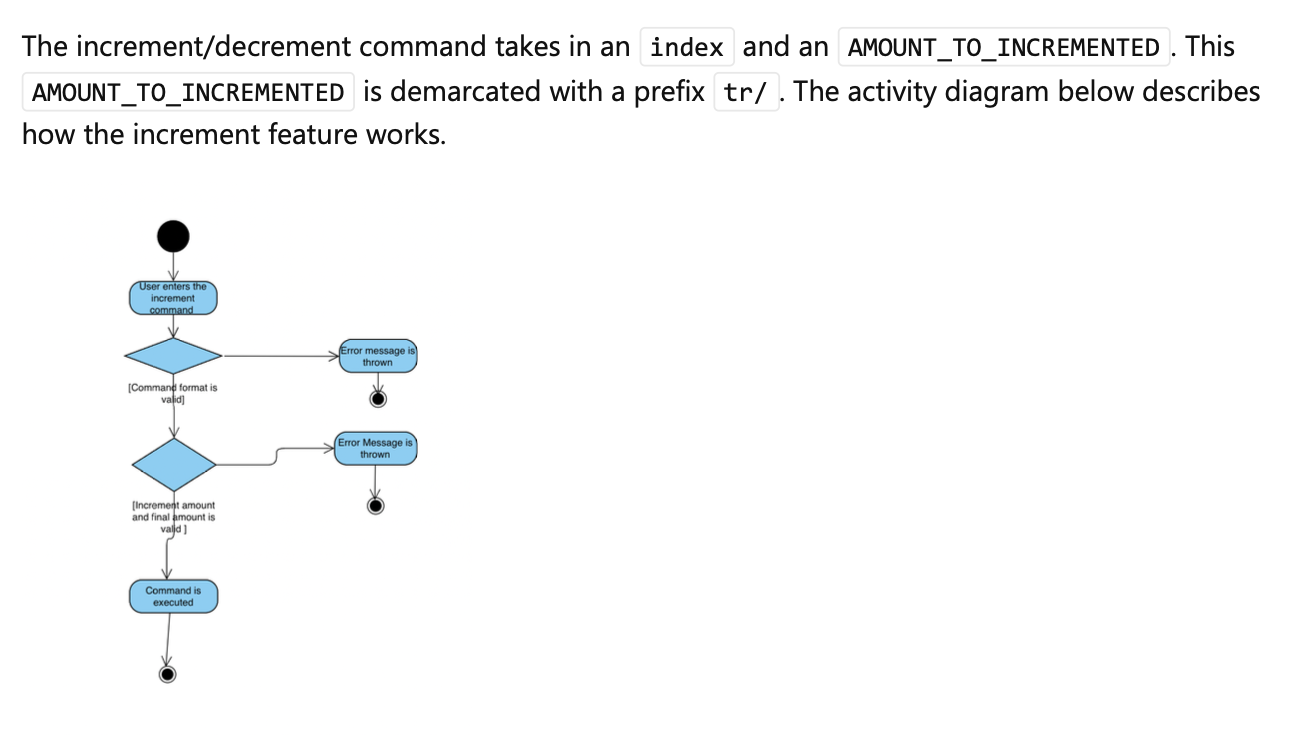 The increment/decrement command takes in an index and an AMOUNT_TO_INCREMENTED. This
AMOUNT_TO_INCREMENTED is demarcated with a prefix tr/. The activity diagram below describes
how the increment feature works.
User enters the
increment
command
Error message is
thrown
[Command format is
valid]
Error Message is
thrown
[Increment amount
and final amount is
valid ]
Command is
executed